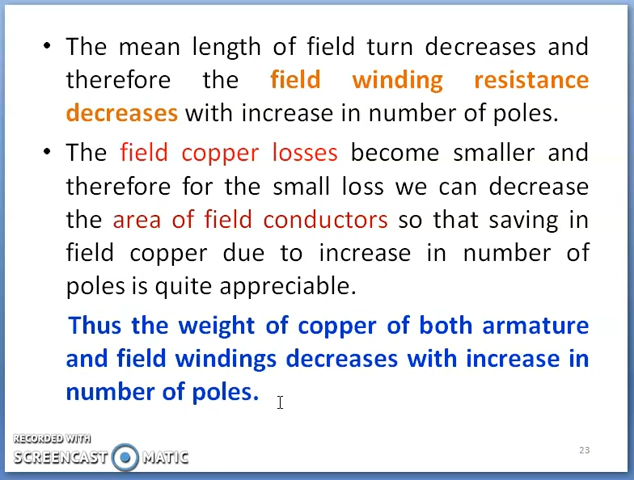 • The mean length of field turn decreases and
therefore the field winding resistance
decreases with increase in number of poles.
• The field copper losses become smaller and
therefore for the small loss we can decrease
the area of field conductors so that saving in
field copper due to increase in number of
poles is quite appreciable.
Thus the weight of copper of both armature
and field windings decreases with increase in
number of poles.
RECORDED WITH
SCREENCAST MATIC
23